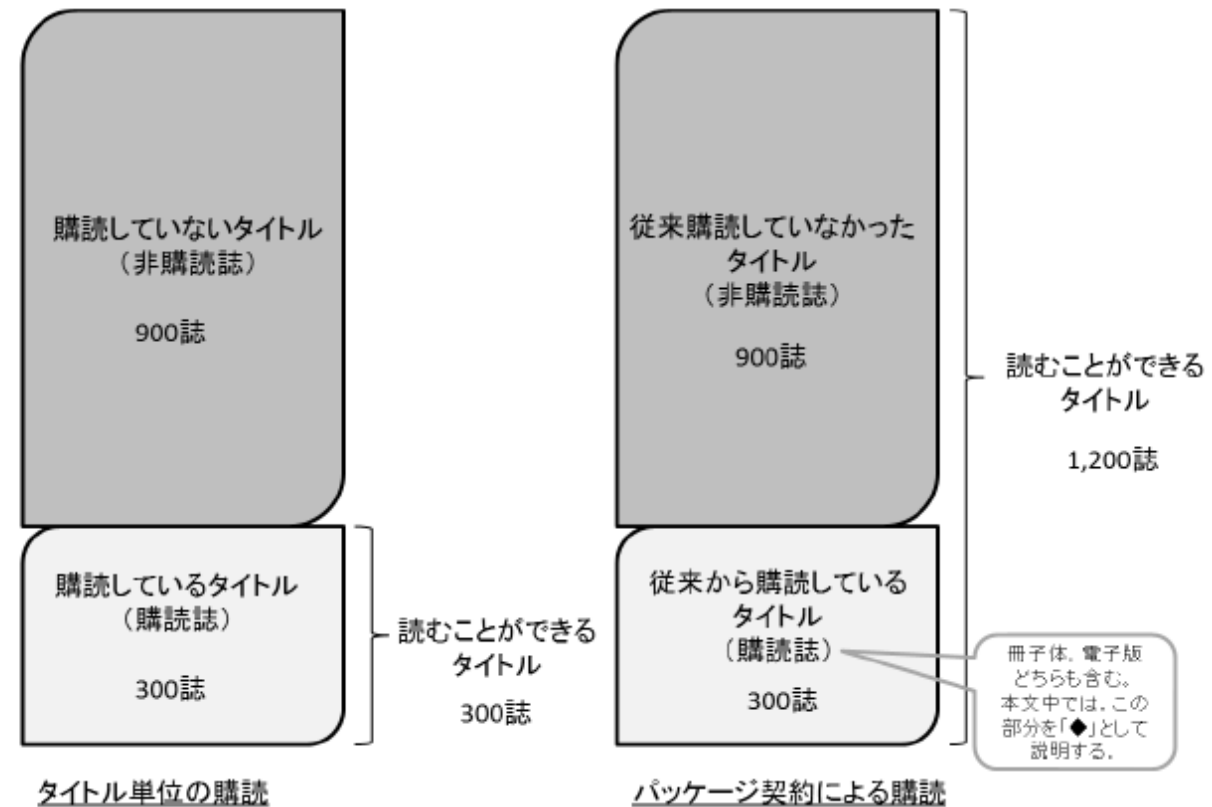 購読していないタイトル
（非購読誌）
900誌
購読しているタイトル
（購読誌）
300誌
読むことができる
タイトル
300誌
タイトル単位の購読
従来購読していなかった
タイトル
（非購読誌）
900誌
従来から購読している
タイトル
（購読誌）
300誌
読むことができる
タイトル
1,200誌
冊子体，電子版
どちらも含む。
本文中では，この
部分を「◆」として
説明する。
パッケージ契約による購読